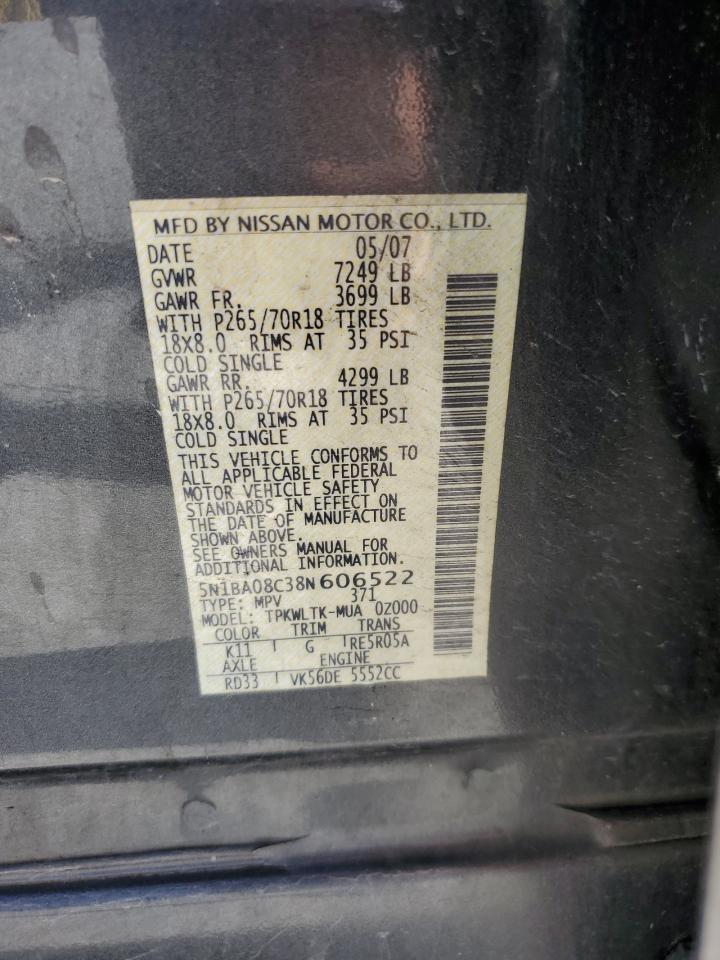 MFD BY NISSAN MOTOR CO., LTD.
DATE 05/07
GVWR 7249 LB
GAWR FR. 3699 LB
WITH P265/70R18 TIRES
18X8.0 RIMS AT 35 PSI
COLD SINGLE
GAWR RR. 4299 LB
WITH P265/70R18 TIRES
18X8.0 RIMS AT 35 PSI
COLD SINGLE
THIS VEHICLE CONFORMS TO
ALL APPLICABLE FEDERAL
MOTOR VEHICLE SAFETY
STANDARDS IN EFFECT ON
THE DATE OF MANUFACTURE
SHOWN ABOVE.
SEE OWNERS MANUAL FOR
ADDITIONAL INFORMATION.
5N1BA08C38N606522
TYPE: MPV 371
MODEL: TPKWLTK-MUA 0Z000
COLOR TRIM TRANS
K11 G RE5R05A
AXLE ENGINE
RD33 VK56DE 5552CC